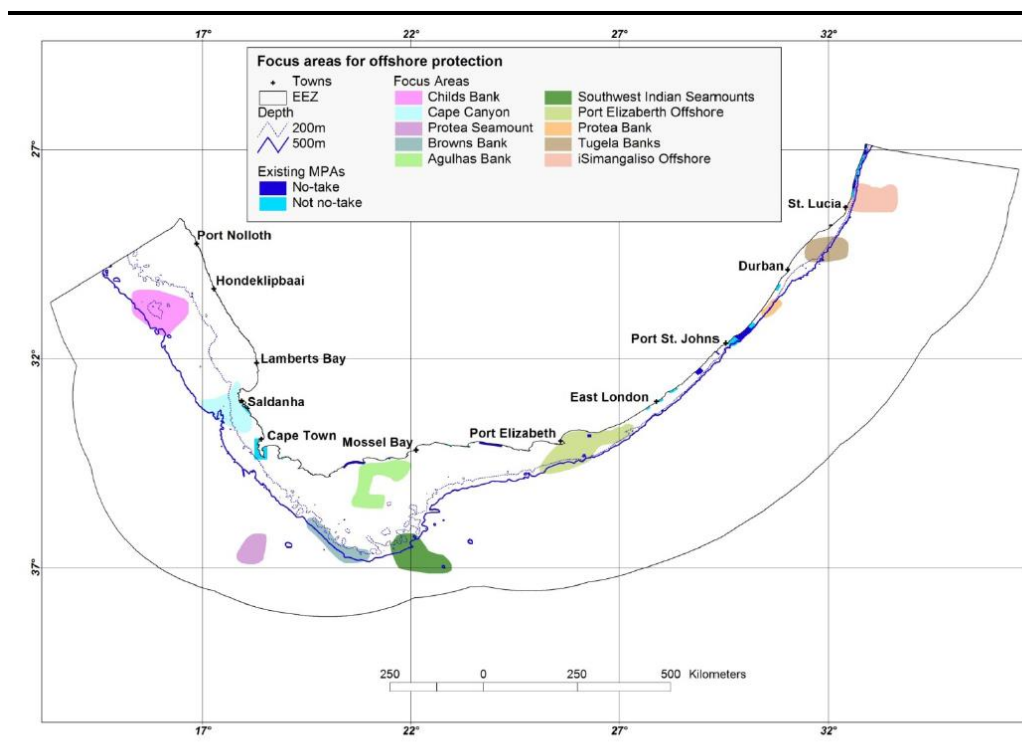 17° 22° 27° 32°
Focus areas for offshore protection
Towns
EEZ
Depth
200m
500m
Existing MPAs
No-take
Not no-take
Focus Areas
Childs Bank
Cape Canyon
Protea Seamount
Browns Bank
Agulhas Bank
Southwest Indian Seamounts
Port Elizaberth Offshore
Protea Bank
Tugela Banks
iSimangaliso Offshore
27° 27°
St. Lucia
Port Nolloth
Durban
Hondeklipbaai
Port St. Johns
32° 32°
Lamberts Bay
East London
Saldanha
Cape Town
Mossel Bay
Port Elizabeth
37° 37°
250 0 250 500 Kilometers
17° 22° 27° 32°